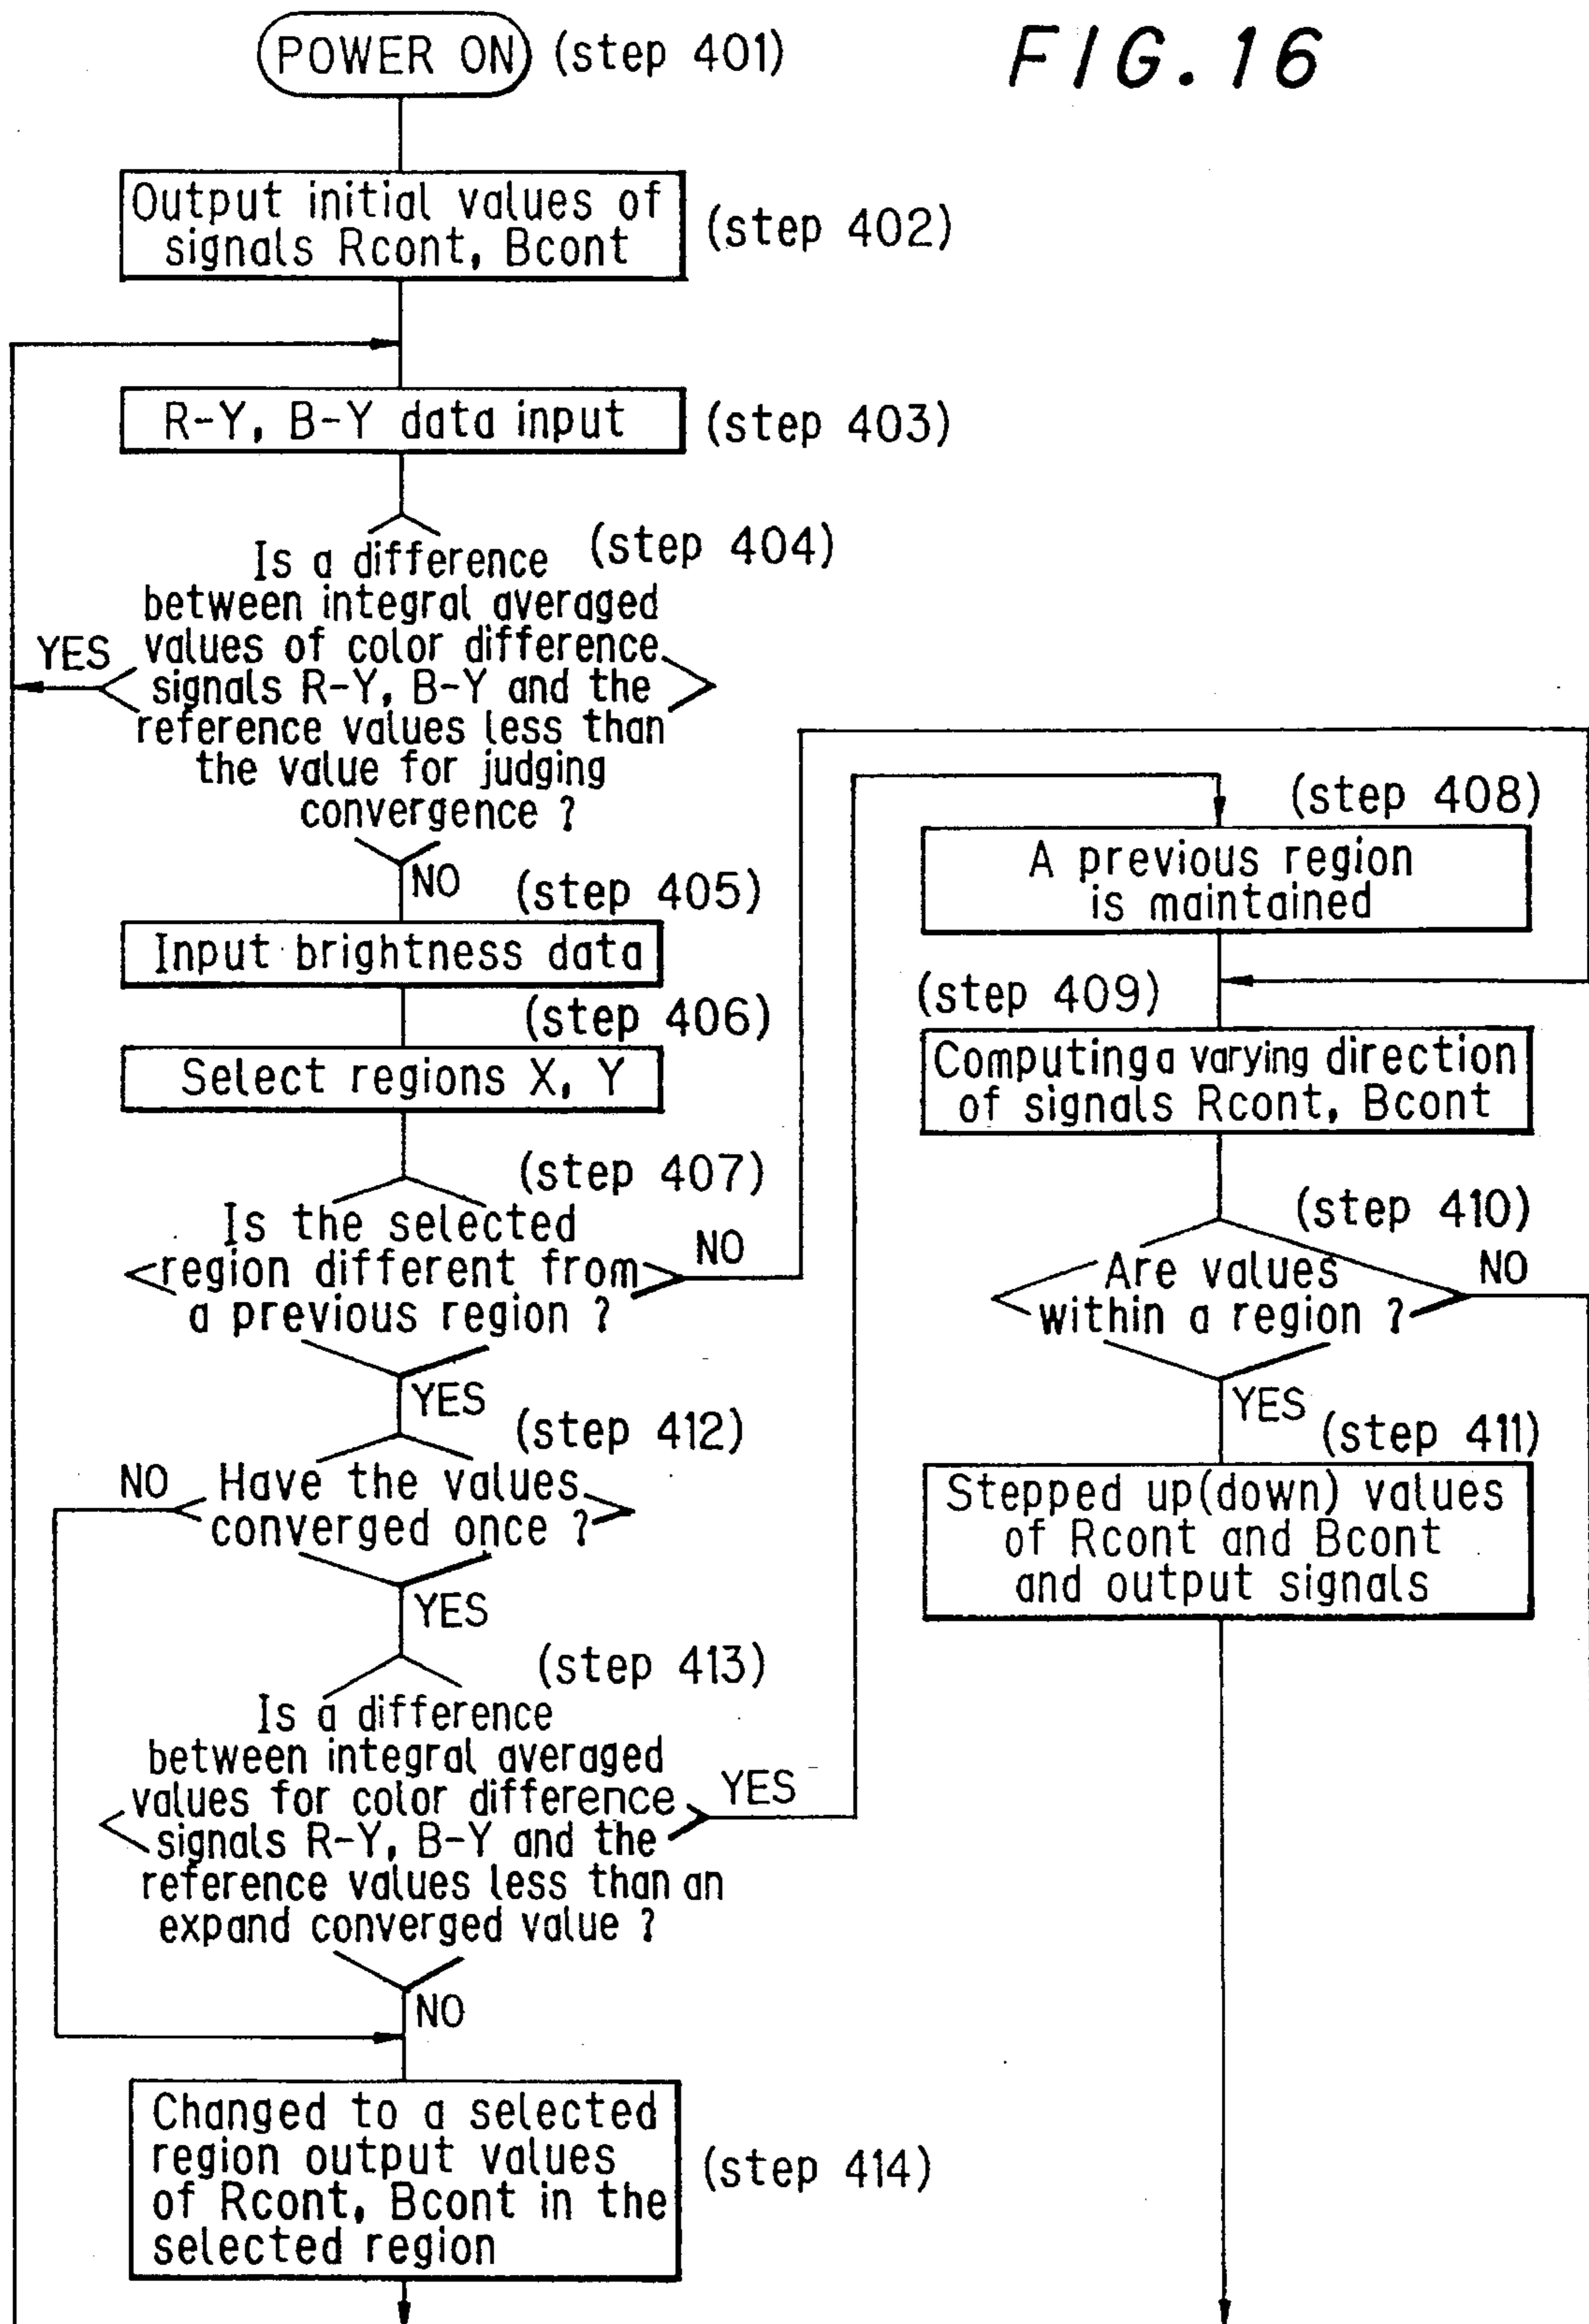 POWER ON (step 401)
FIG. 16
Output initial values of
signals Rcont, Bcont
(step 402)
R-Y, B-Y data input (step 403)
(step 404)
Is a difference
between integral averaged
values of color difference
signals R-Y, B-Y and the
reference values less than
the value for judging
convergence ?
YES
NO
(step 405)
Input brightness data
(step 406)
Select regions X, Y
(step 407)
Is the selected
region different from
a previous region ?
NO
YES
(step 412)
Have the values
converged once ?
NO
YES
(step 413)
Is a difference
between integral averaged
values for color difference
signals R-Y, B-Y and the
reference values less than an
expand converged value ?
YES
NO
Changed to a selected
region output values
of Rcont, Bcont in the
selected region
(step 414)
(step 408)
A previous region
is maintained
(step 409)
Computing a varying direction
of signals Rcont, Bcont
(step 410)
Are values
within a region ?
NO
YES
(step 411)
Stepped up(down) values
of Rcont and Bcont
and output signals